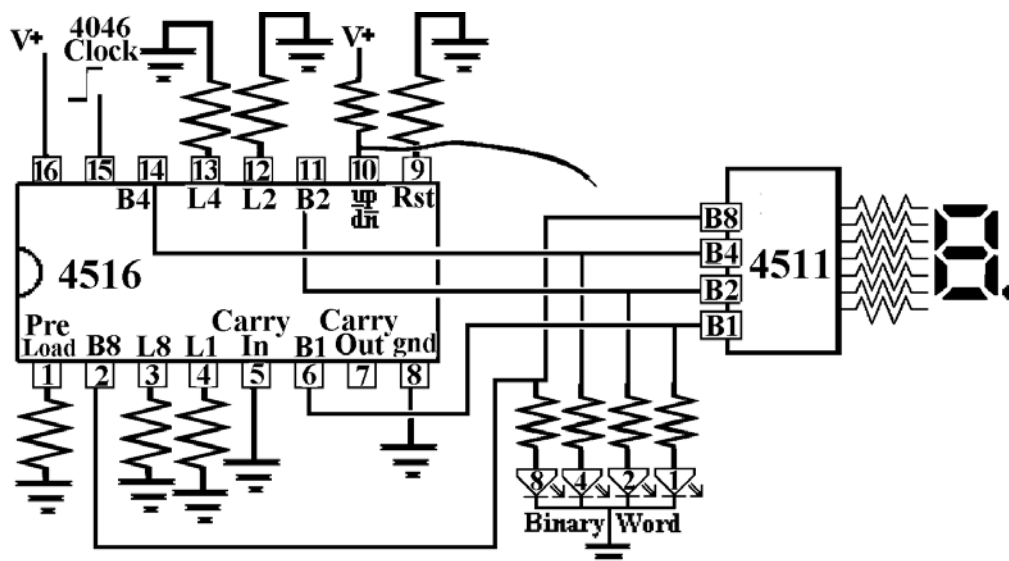 V+
4046
Clock
V+
16 15 14 13 12 11 10 9
B4 L4 L2 B2 up Rst
dn
4516
Pre
Load B8 L8 L1 Carry
In B1 Carry
Out gnd
1 2 3 4 5 6 7 8
B8
B4
B2
B1
4511
8 4 2 1
Binary Word